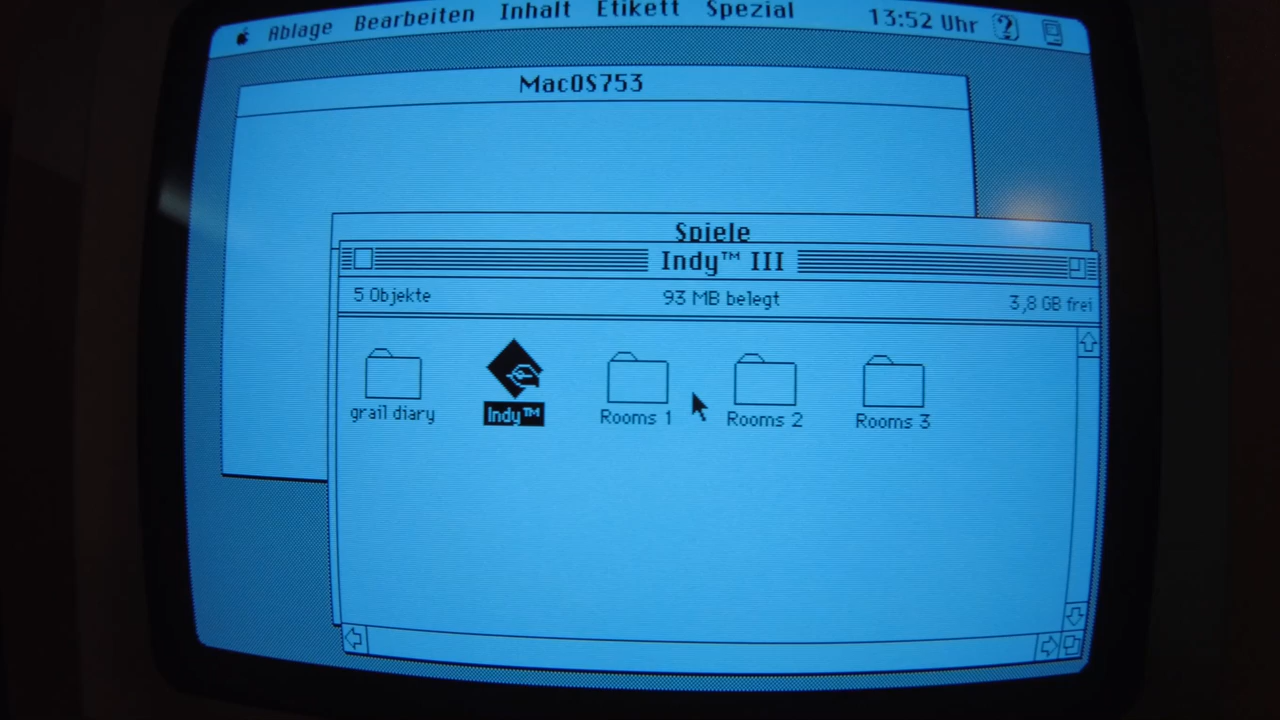 Ablage Bearbeiten Inhalt Etikett Spezial 13:52 Uhr
MacOS753
Spiele
Indy™ III
5 Objekte 93 MB belegt 3,8 GB frei
grail diary Indy™ Rooms 1 Rooms 2 Rooms 3